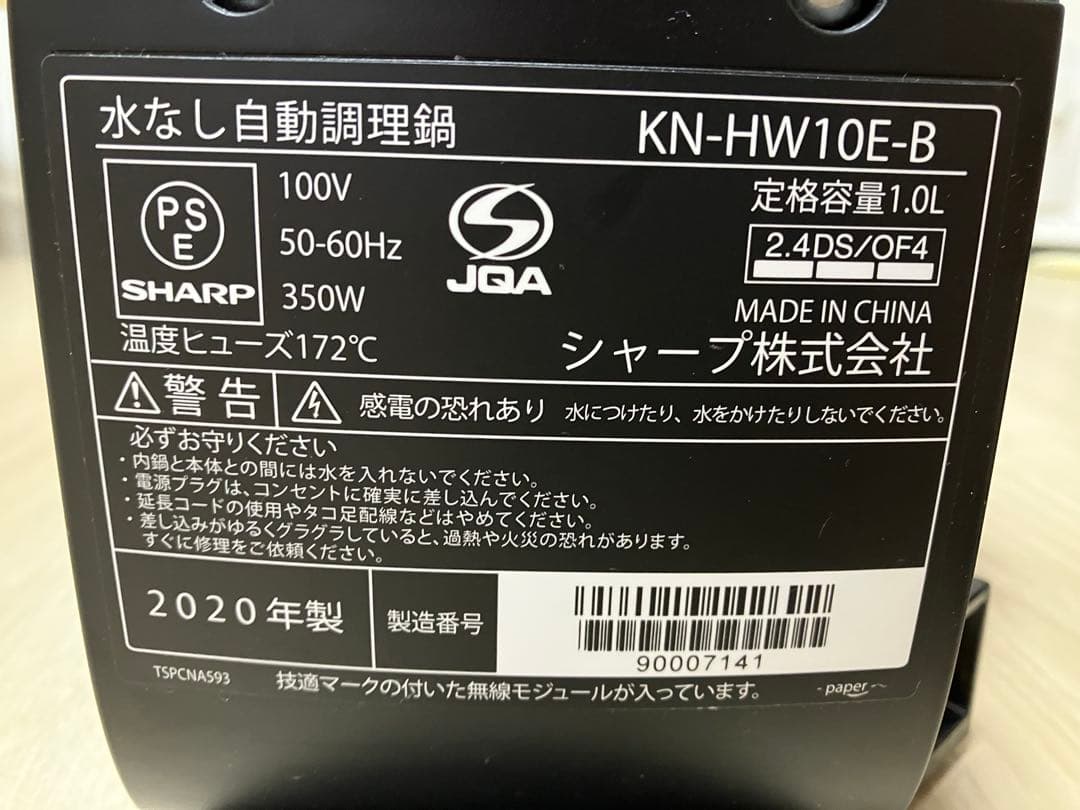 水なし自動調理鍋 KN-HW10E-B
PSE 100V 定格容量1.0L
50-60Hz JQA 2.4DS/OF4
SHARP 350W MADE IN CHINA
温度ヒューズ172℃ シャープ株式会社
警告 感電の恐れあり 水につけたり、水をかけたりしないでください。
必ずお守りください
・内鍋と本体との間には水を入れないでください。
・電源プラグは、コンセントに確実に差し込んでください。
・延長コードの使用やタコ足配線などはやめてください。
・差し込みがゆるくグラグラしていると、過熱や火災の恐れがあります。
すぐに修理をご依頼ください。
2020年製 製造番号 90007141
TSPCNA593 技適マークの付いた無線モジュールが入っています。 -paper